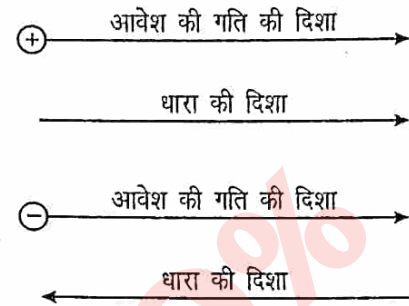 +
आवेश की गति की दिशा
धारा की दिशा
−
आवेश की गति की दिशा
धारा की दिशा
%